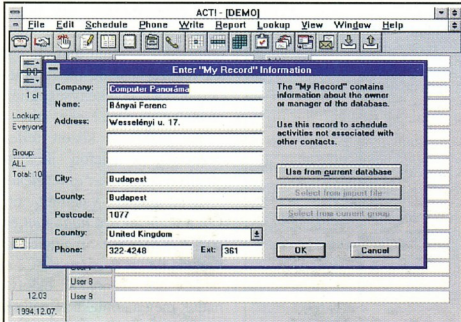 ACT! - [DEMO]
File Edit Schedule Phone Write Report Lookup View Window Help
1 of
Lookup:
Everyone
Group:
ALL
Total: 10
Enter "My Record" Information
Company: Computer Panoráma
Name: Bányai Ferenc
Address: Wesselényi u. 17.
City: Budapest
County: Budapest
Postcode: 1077
Country: United Kingdom
Phone: 322-4248 Ext: 361
The "My Record" contains
information about the owner
or manager of the database.
Use this record to schedule
activities not associated with
other contacts.
Use from current database
Select from import file
Select from current group
OK Cancel
User 8
User 9
12.03
1994.12.07.